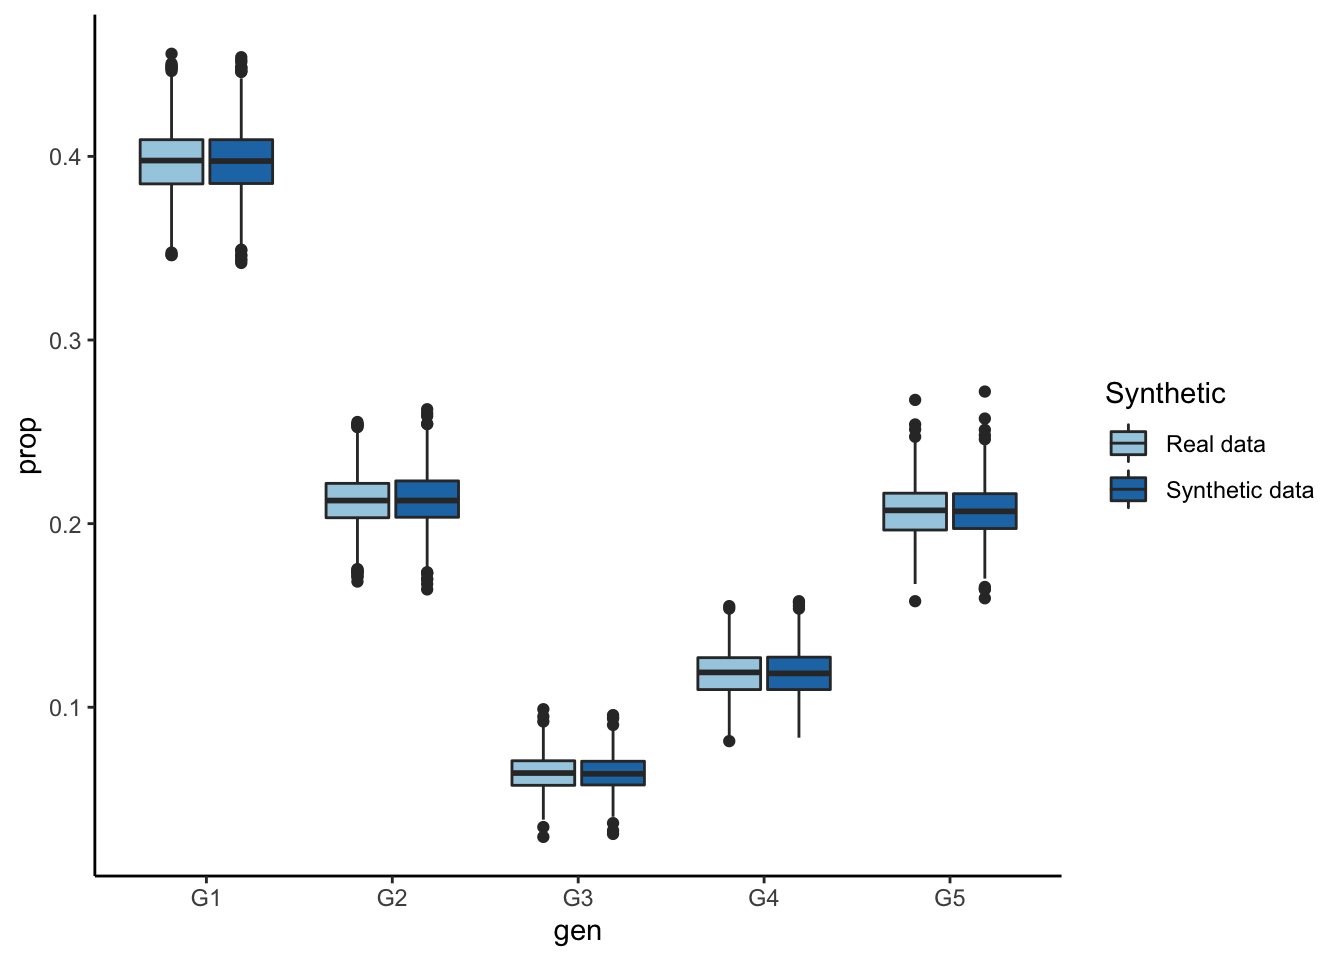 0.4
0.3
0.2
0.1
prop
G1 G2 G3 G4 G5
gen
Synthetic
Real data
Synthetic data